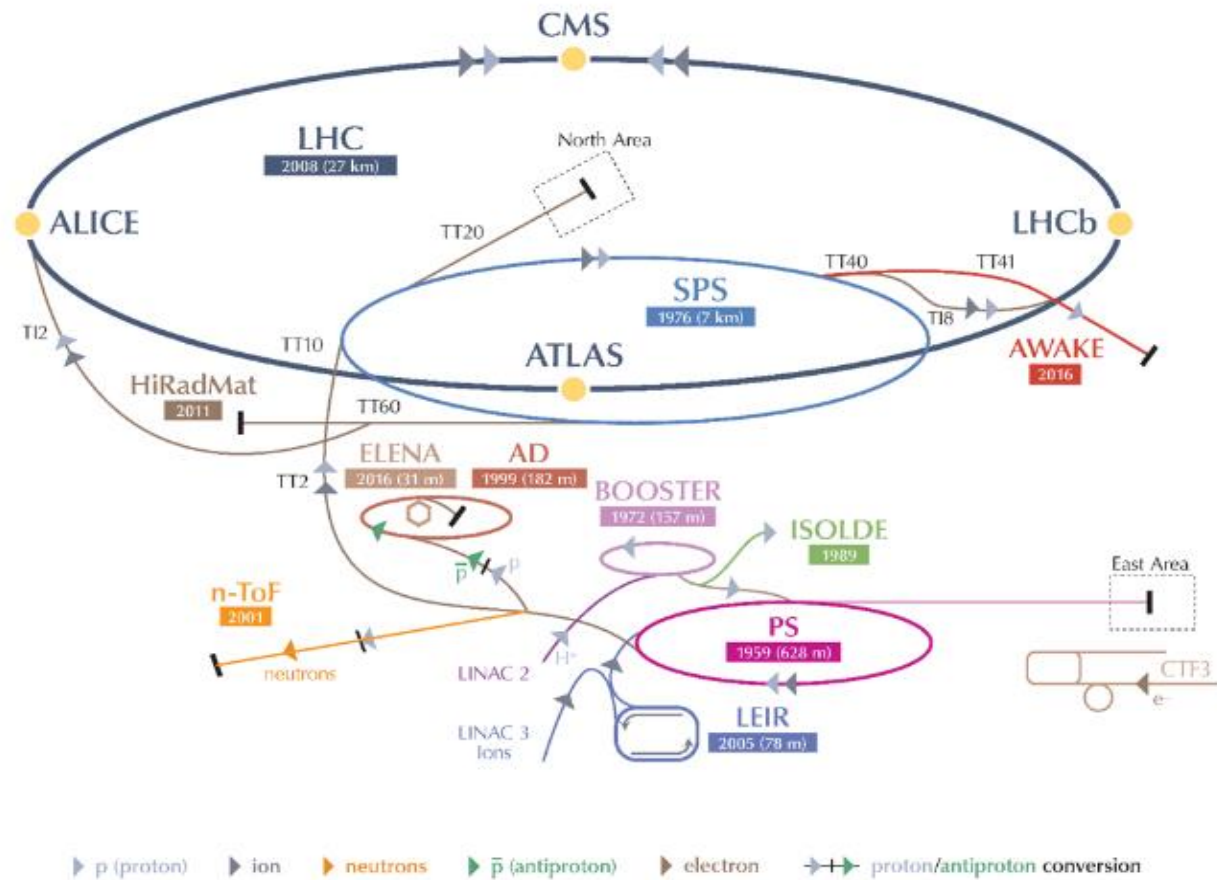 CMS
LHC
2008 (27 km)
North Area
ALICE
LHCb
TT20
TT40
TT41
SPS
1976 (7 km)
TI2
TI8
TT10
ATLAS
AWAKE
2016
HiRadMat
2011
TT60
ELENA
2016 (31 m)
AD
1999 (182 m)
TT2
BOOSTER
1972 (157 m)
ISOLDE
1989
p̄
p
East Area
n-ToF
2001
PS
1959 (628 m)
neutrons
LINAC 2
H⁺
CTF3
e⁻
LEIR
2005 (78 m)
LINAC 3
Ions
p (proton)
ion
neutrons
p̄ (antiproton)
electron
proton/antiproton conversion